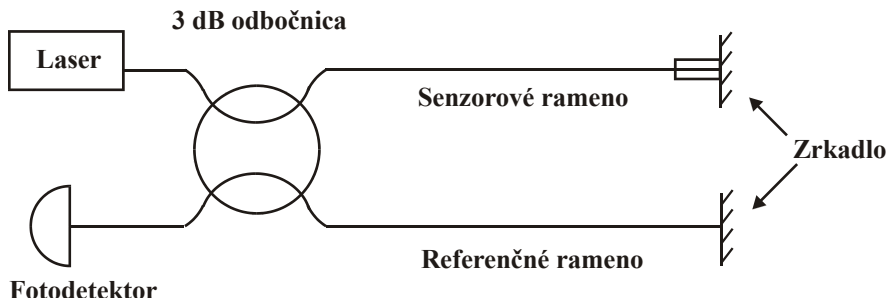 3 dB odbočnica
Laser
Senzorové rameno
Zrkadlo
Referenčné rameno
Fotodetektor